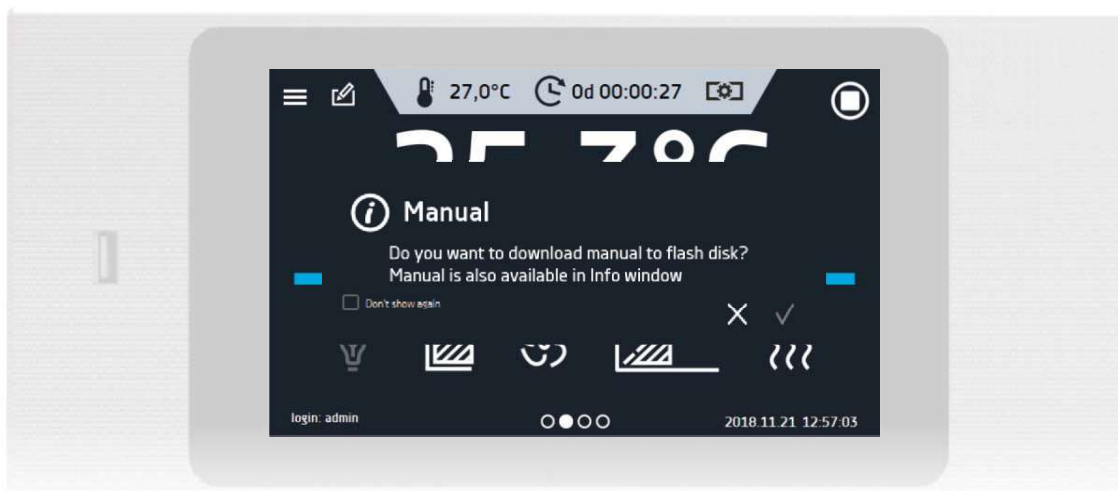 27,0°C 0d 00:00:27
Manual
Do you want to download manual to flash disk?
Manual is also available in Info window
Don't show again
login: admin
2018.11.21 12:57:03